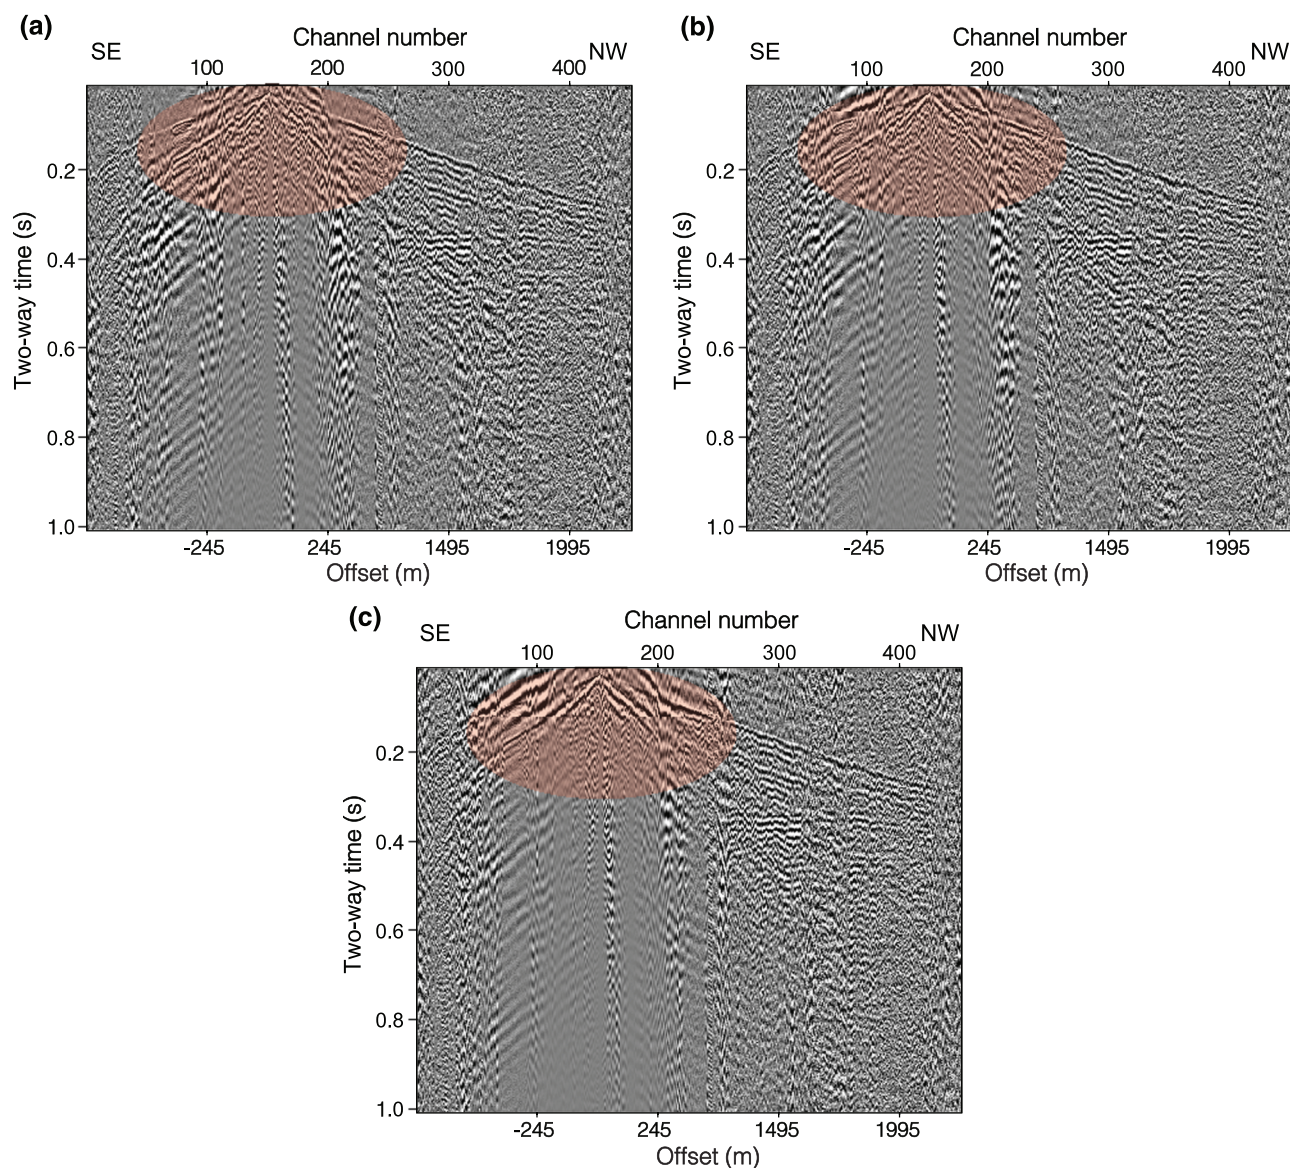 (a)
Channel number
SE
NW
100 200 300 400
Two-way time (s)
0.2
0.4
0.6
0.8
1.0
-245 245 1495 1995
Offset (m)
(b)
Channel number
SE
NW
100 200 300 400
Two-way time (s)
0.2
0.4
0.6
0.8
1.0
-245 245 1495 1995
Offset (m)
(c)
Channel number
SE
NW
100 200 300 400
Two-way time (s)
0.2
0.4
0.6
0.8
1.0
-245 245 1495 1995
Offset (m)